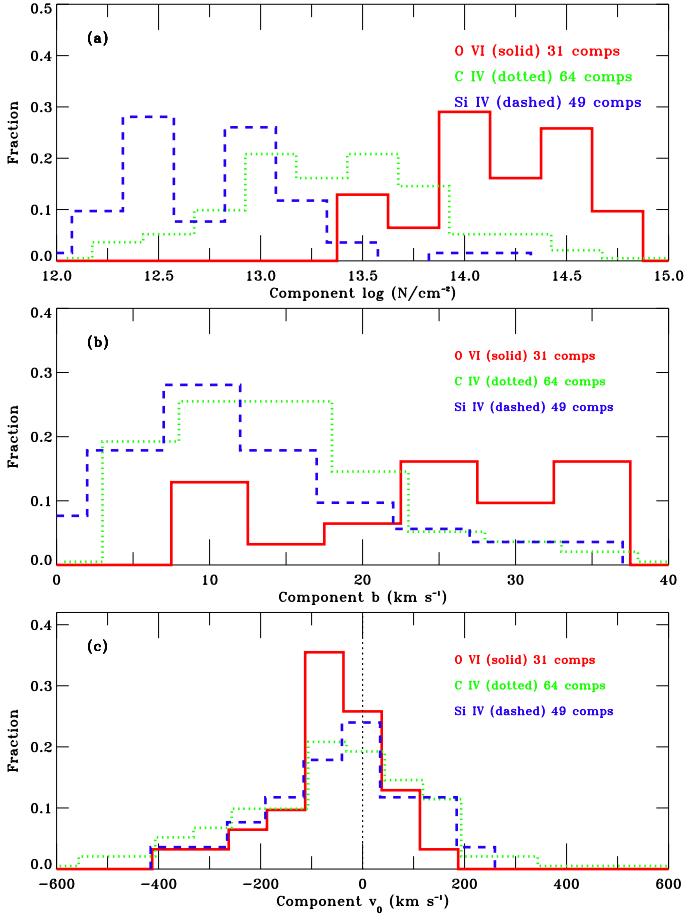 0.5
(a)
O VI (solid) 31 comps
0.4
C IV (dotted) 64 comps
Si IV (dashed) 49 comps
0.3
Fraction
0.2
0.1
0.0
12.0 12.5 13.0 13.5 14.0 14.5 15.0
Component log (N/cm⁻²)
0.4
(b)
O VI (solid) 31 comps
C IV (dotted) 64 comps
0.3
Si IV (dashed) 49 comps
Fraction
0.2
0.1
0.0
0 10 20 30 40
Component b (km s⁻¹)
0.4
(c)
O VI (solid) 31 comps
0.3
C IV (dotted) 64 comps
Si IV (dashed) 49 comps
Fraction
0.2
0.1
0.0
−600 −400 −200 0 200 400 600
Component v₀ (km s⁻¹)